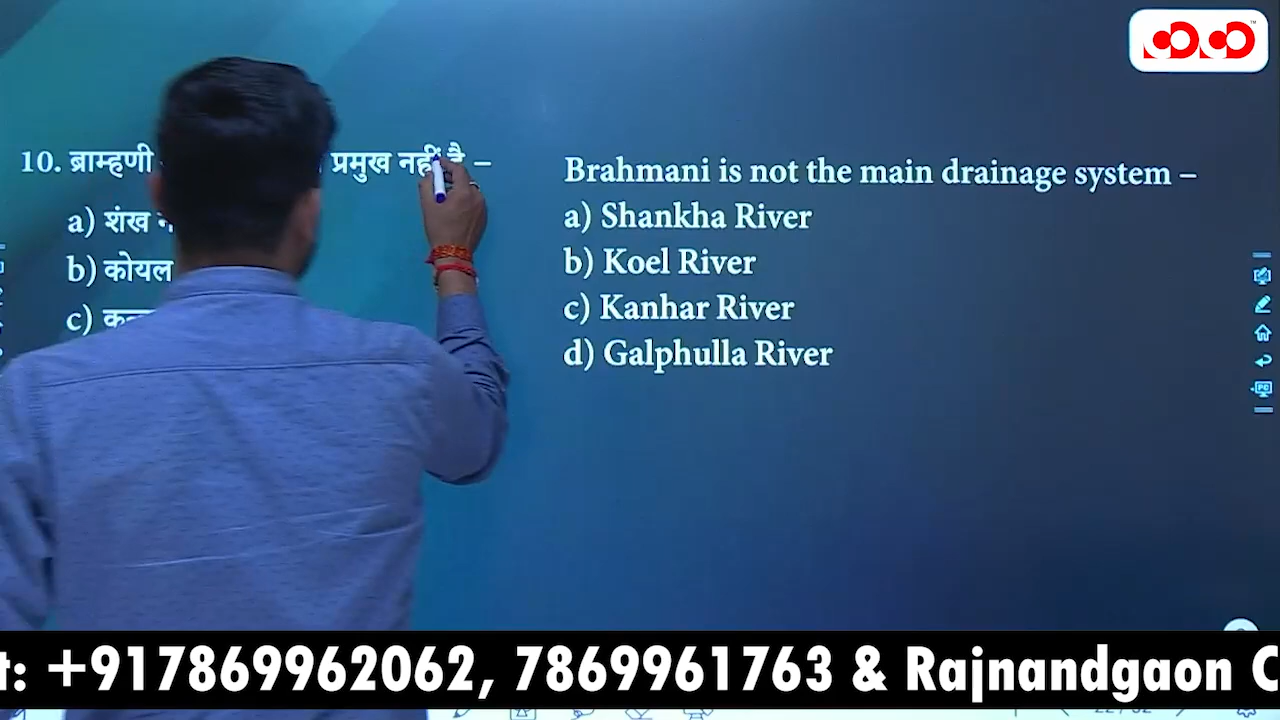 10. ब्राम्हणी प्रमुख नहीं है –
a) शंख
b) कोयल
c)
Brahmani is not the main drainage system –
a) Shankha River
b) Koel River
c) Kanhar River
d) Galphulla River
t: +917869962062, 7869961763 & Rajnandgaon C